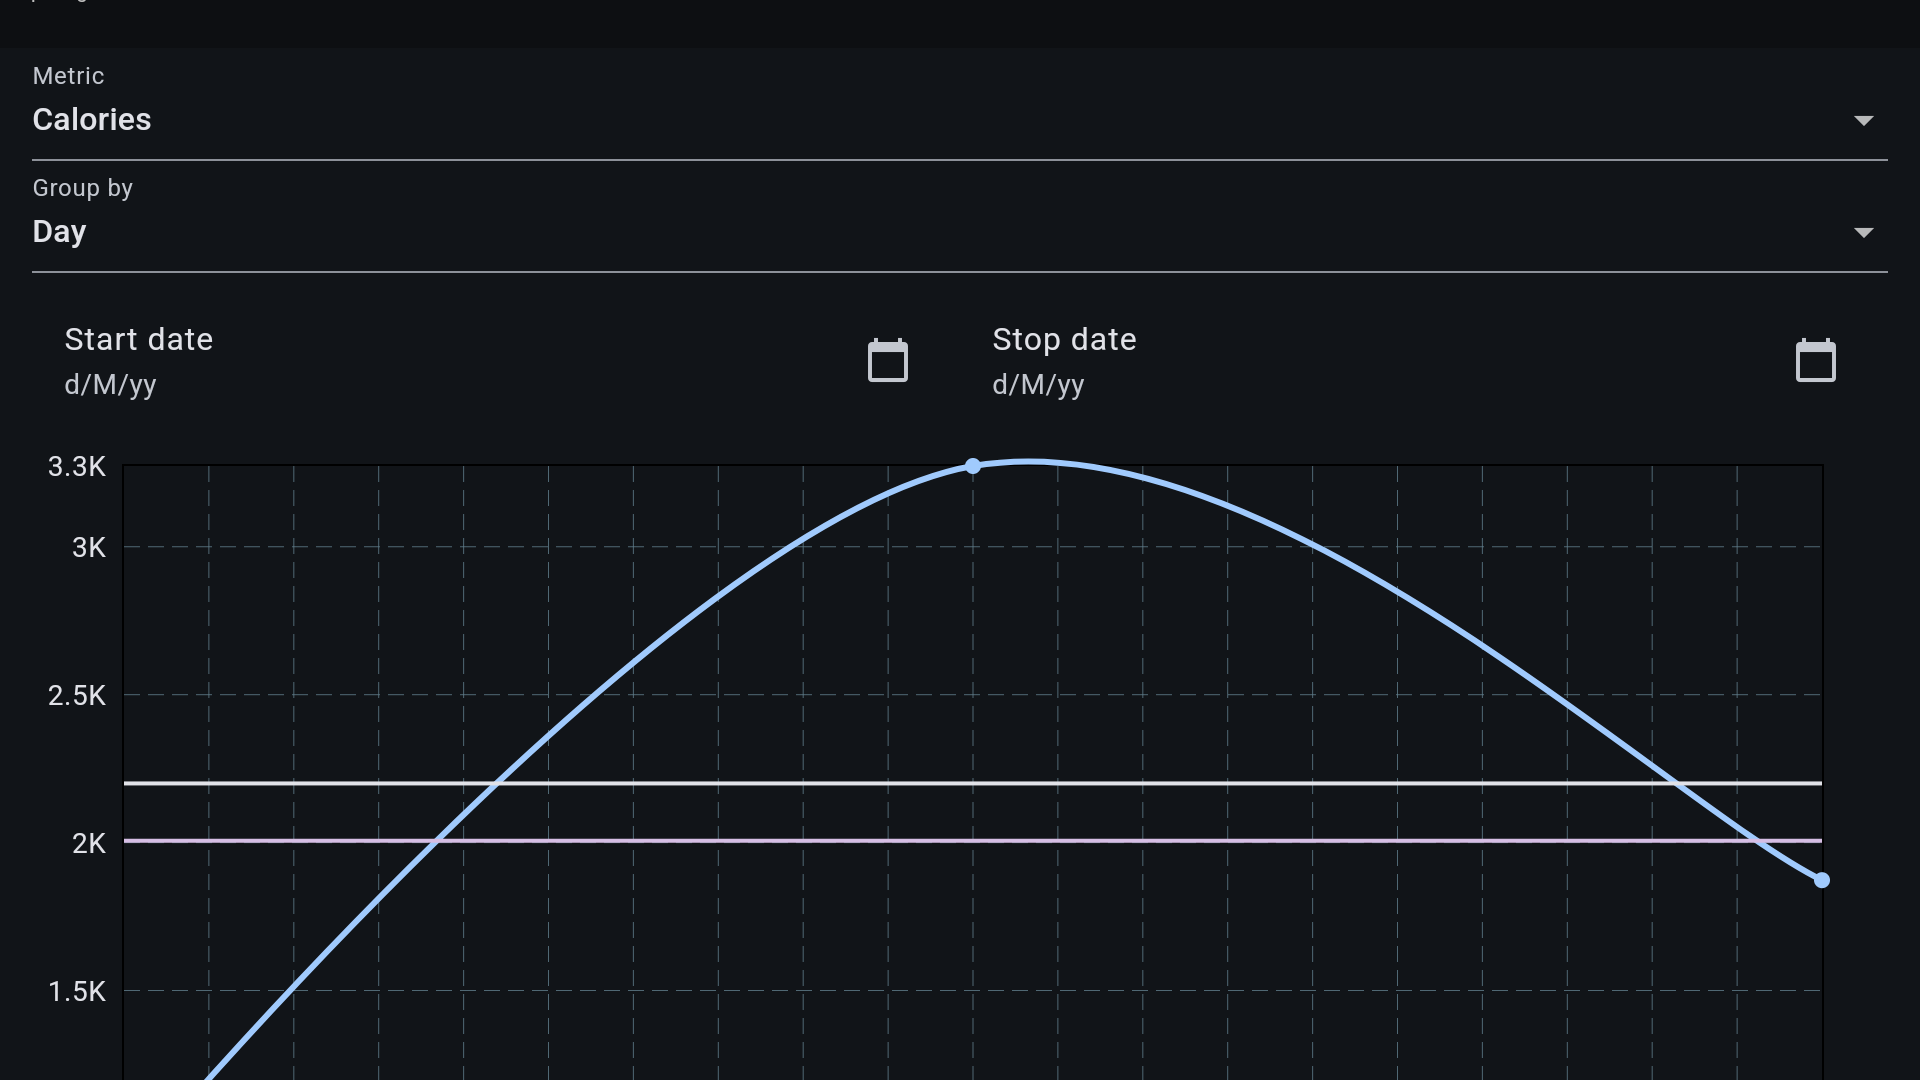 Metric
Calories
Group by
Day
Start date
d/M/yy
Stop date
d/M/yy
3.3K
3K
2.5K
2K
1.5K